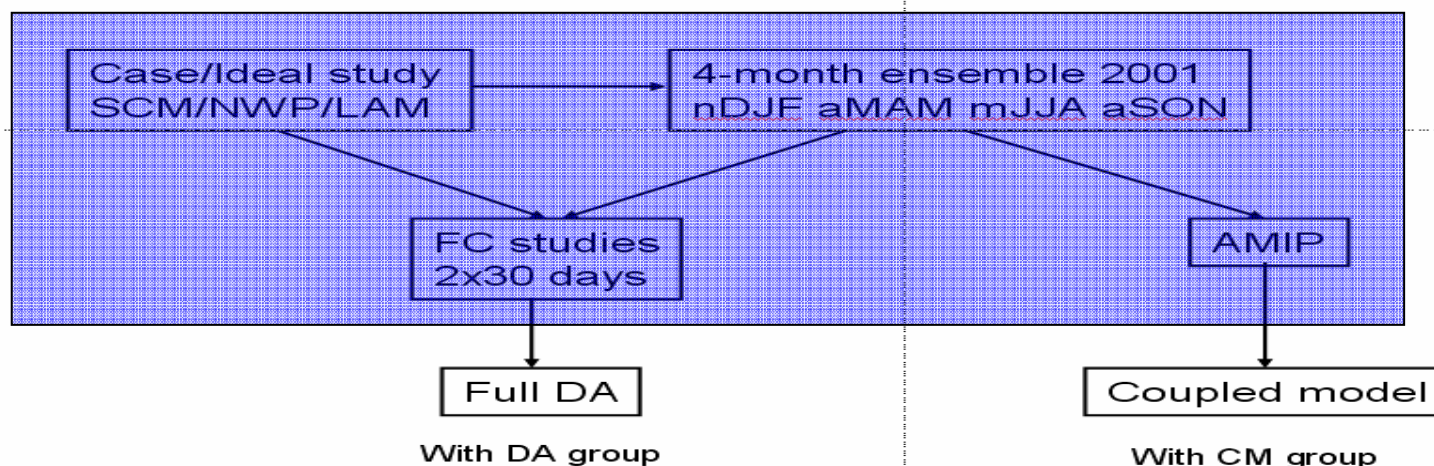 Case/Ideal study
SCM/NWP/LAM
4-month ensemble 2001
nDJF aMAM mJJA aSON
FC studies
2x30 days
AMIP
Full DA
Coupled model
With DA group
With CM group